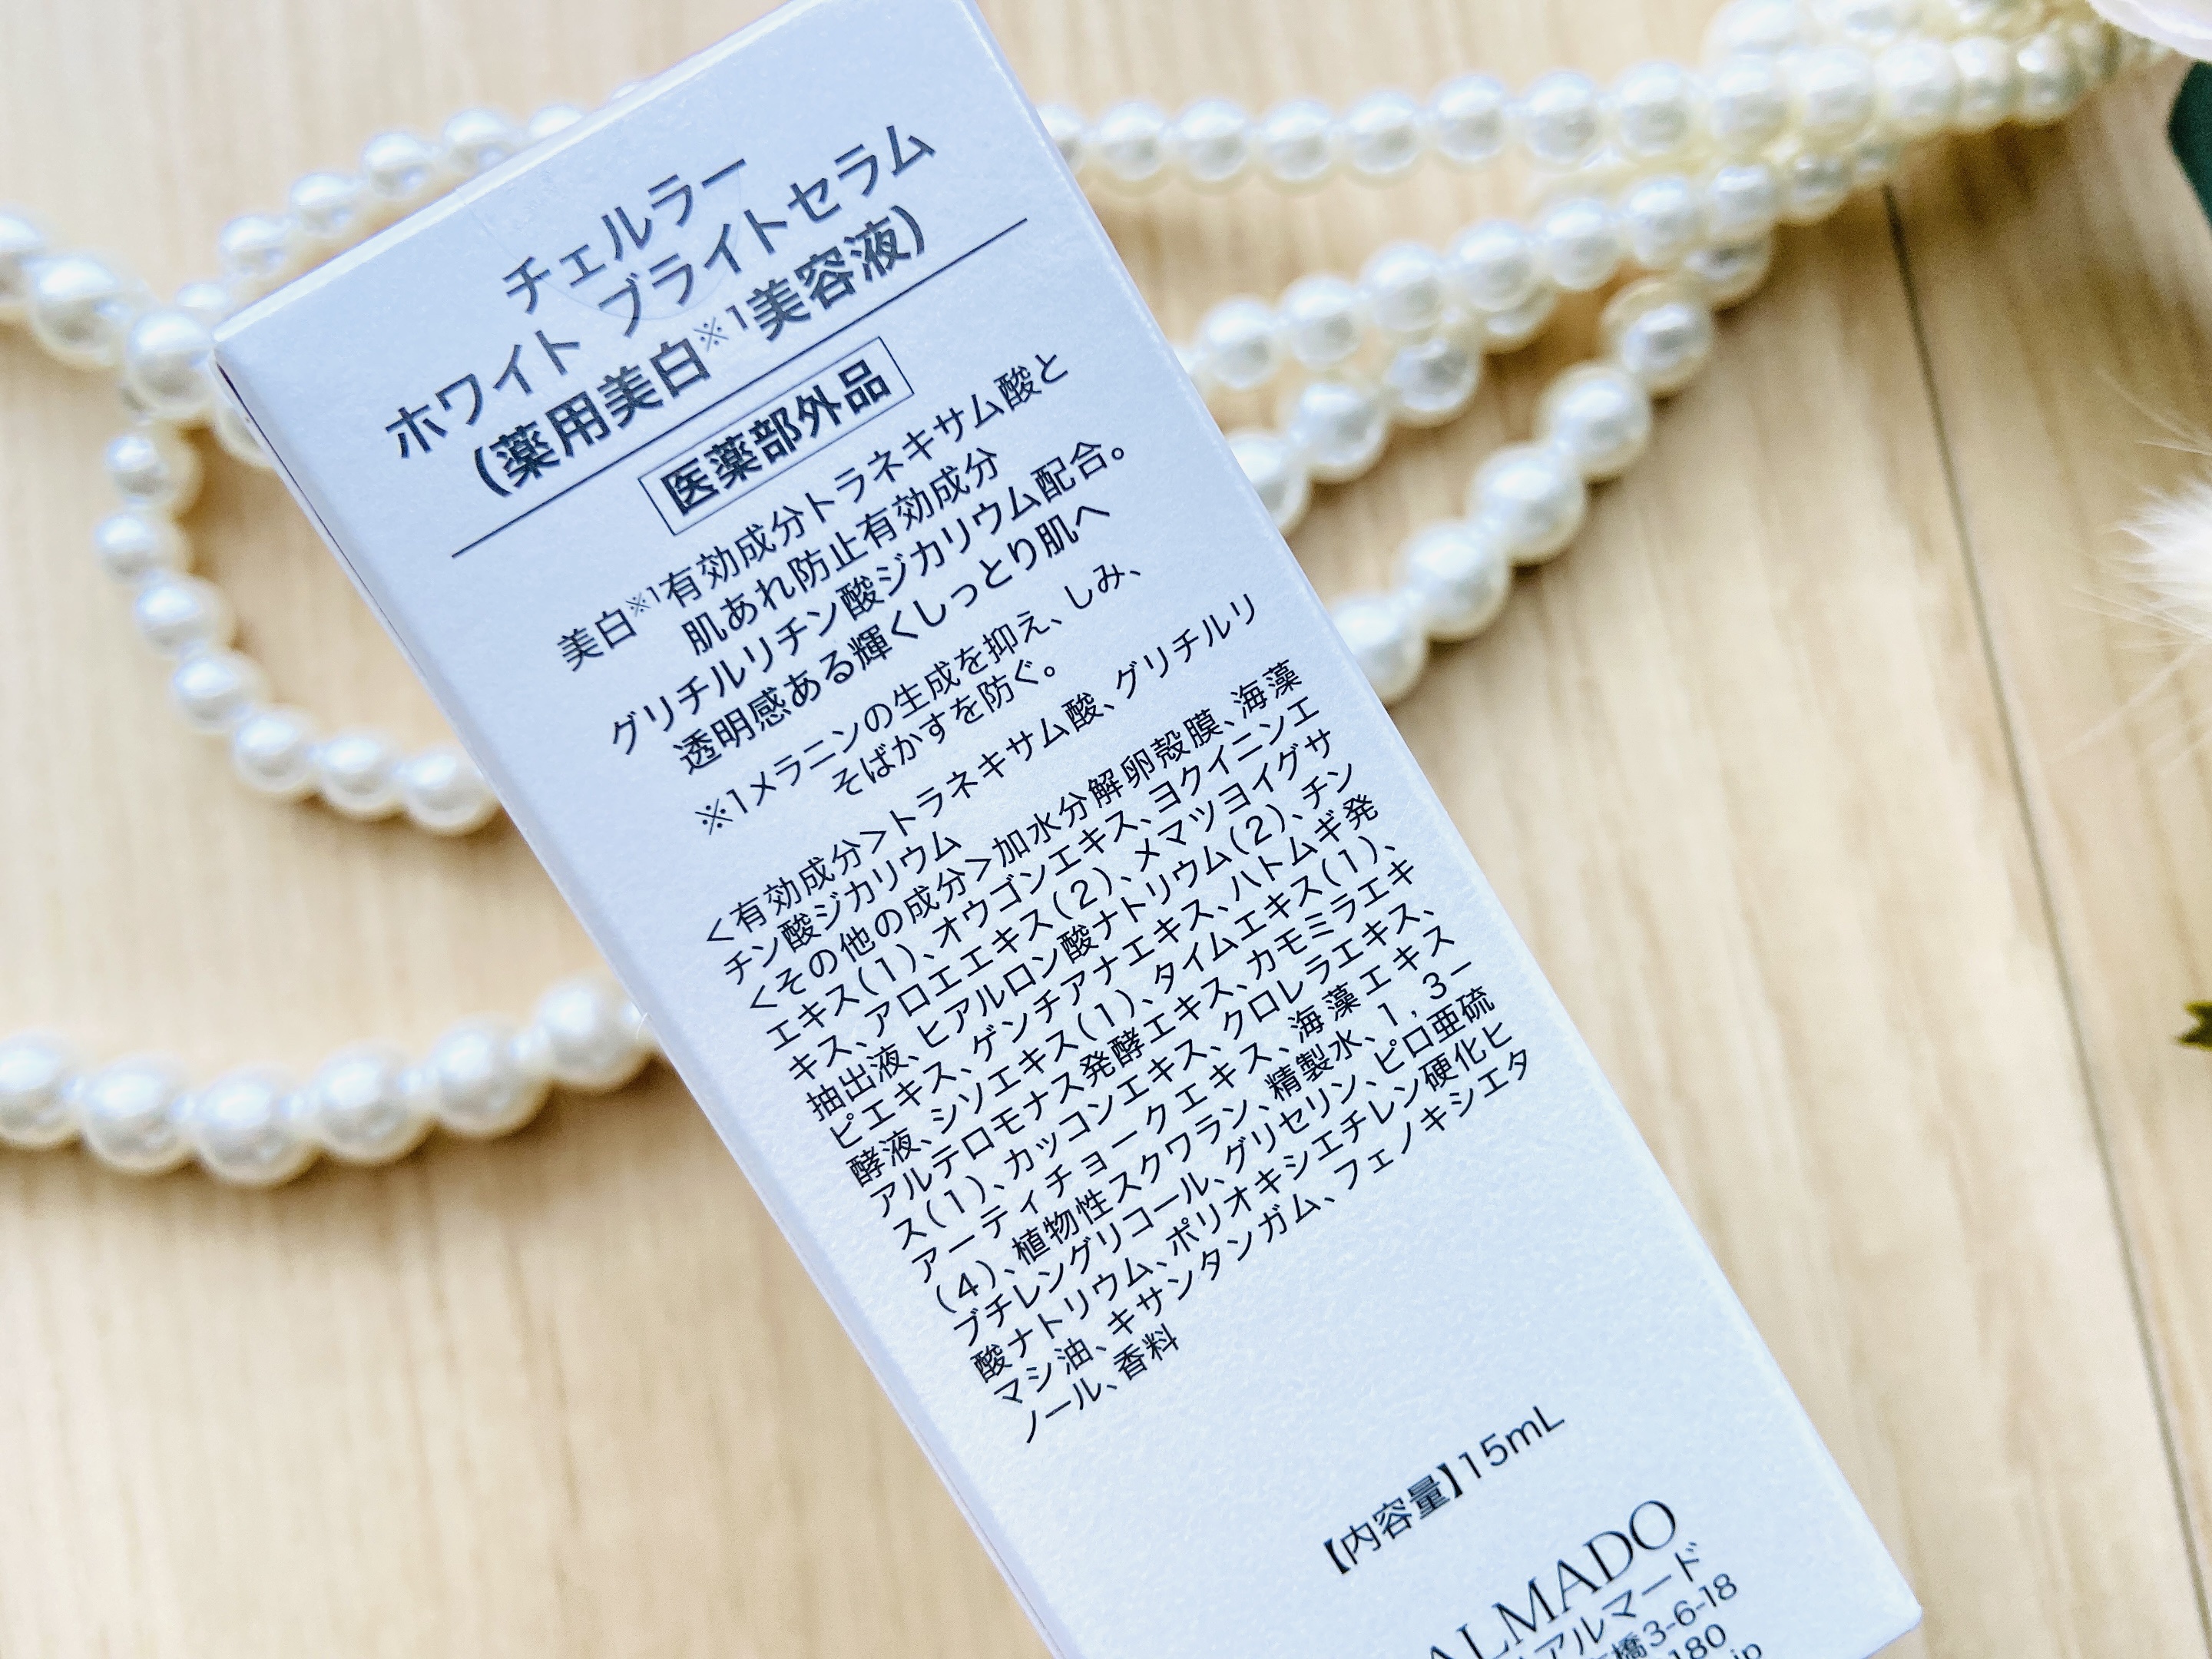 チェルラー
ホワイト ブライトセラム
(薬用美白※1美容液)
医薬部外品
美白※1有効成分トラネキサム酸と
肌あれ防止有効成分
グリチルリチン酸ジカリウム配合。
透明感ある輝くしっとり肌へ
※1メラニンの生成を抑え、しみ、
そばかすを防ぐ。
<有効成分>トラネキサム酸、グリチルリ
チン酸ジカリウム
<その他の成分>加水分解卵殻膜、海藻
エキス(1)、オウゴンエキス、ヨクイニンエ
キス、アロエエキス(2)、メマツヨイグサ
抽出液、ヒアルロン酸ナトリウム(2)、チン
ピエキス、ゲンチアナエキス、ハトムギ発
酵液、シソエキス(1)、タイムエキス(1)、
アルテロモナス発酵エキス、カモミラエキ
ス(1)、カッコンエキス、クロレラエキス、
アーティチョークエキス、海藻エキス
(4)、植物性スクワラン、精製水、1，3－
ブチレングリコール、グリセリン、ピロ亜硫
酸ナトリウム、ポリオキシエチレン硬化ヒ
マシ油、キサンタンガム、フェノキシエタ
ノール、香料
【内容量】15mL
ALMADO
アルマード
橋3-6-18
180
.jp